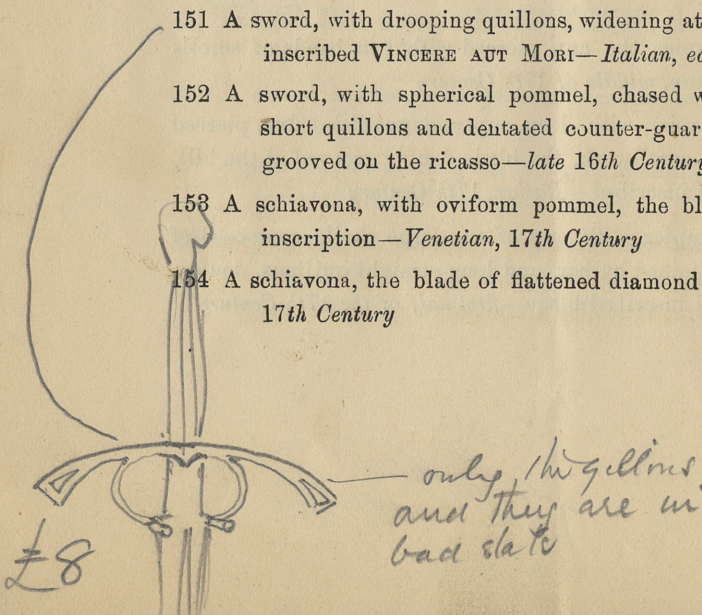 151 A sword, with drooping quillons, widening at
inscribed VINCERE AUT MORI—Italian, ea
152 A sword, with spherical pommel, chased w
short quillons and dentated counter-guar
grooved on the ricasso—late 16th Century
153 A schiavona, with oviform pommel, the bl
inscription—Venetian, 17th Century
154 A schiavona, the blade of flattened diamond
17th Century
only the qillons
and they are in
bad state
£8